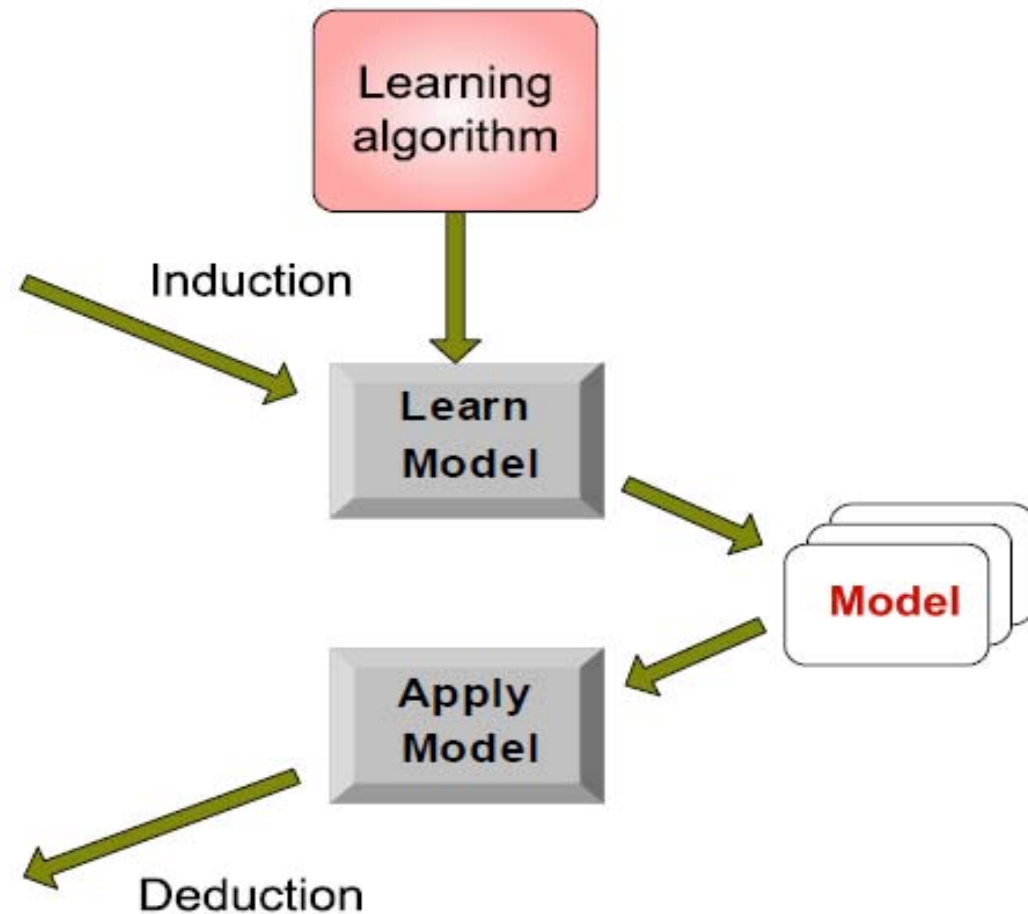 Learning
algorithm
Induction
Learn
Model
Model
Apply
Model
Deduction